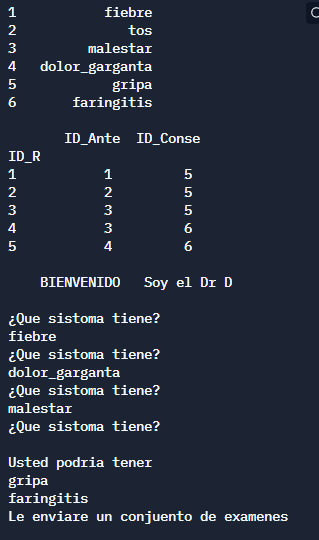 1 fiebre
2 tos
3 malestar
4 dolor_garganta
5 gripa
6 faringitis
ID_Ante ID_Conse
ID_R
1 1 5
2 2 5
3 3 5
4 3 6
5 4 6
BIENVENIDO Soy el Dr D
¿Que sistoma tiene?
fiebre
¿Que sistoma tiene?
dolor_garganta
¿Que sistoma tiene?
malestar
¿Que sistoma tiene?
Usted podria tener
gripa
faringitis
Le enviare un conjuento de examenes